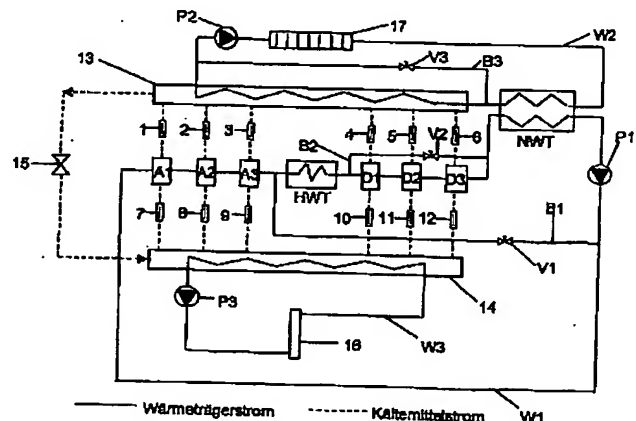 P2
17
W2
13
V3
B3
1
2
3
4
5
V2
6
NWT
P1
15
B2
A1
A2
A3
HWT
D1
D2
D3
7
8
9
10
11
12
B1
V1
14
P3
16
W3
Wärmeträgerstrom
Kältemittelstrom
W1